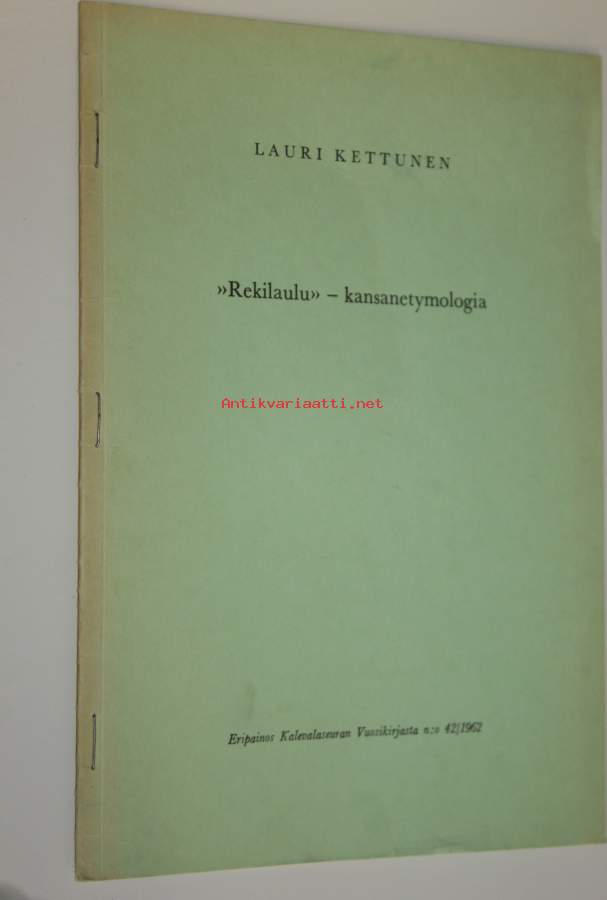 LAURI KETTUNEN
»Rekilaulu» – kansanetymologia
Antikvariaatti.net
Eripainos Kalevalaseuran Vuosikirjasta n:o 42/1962